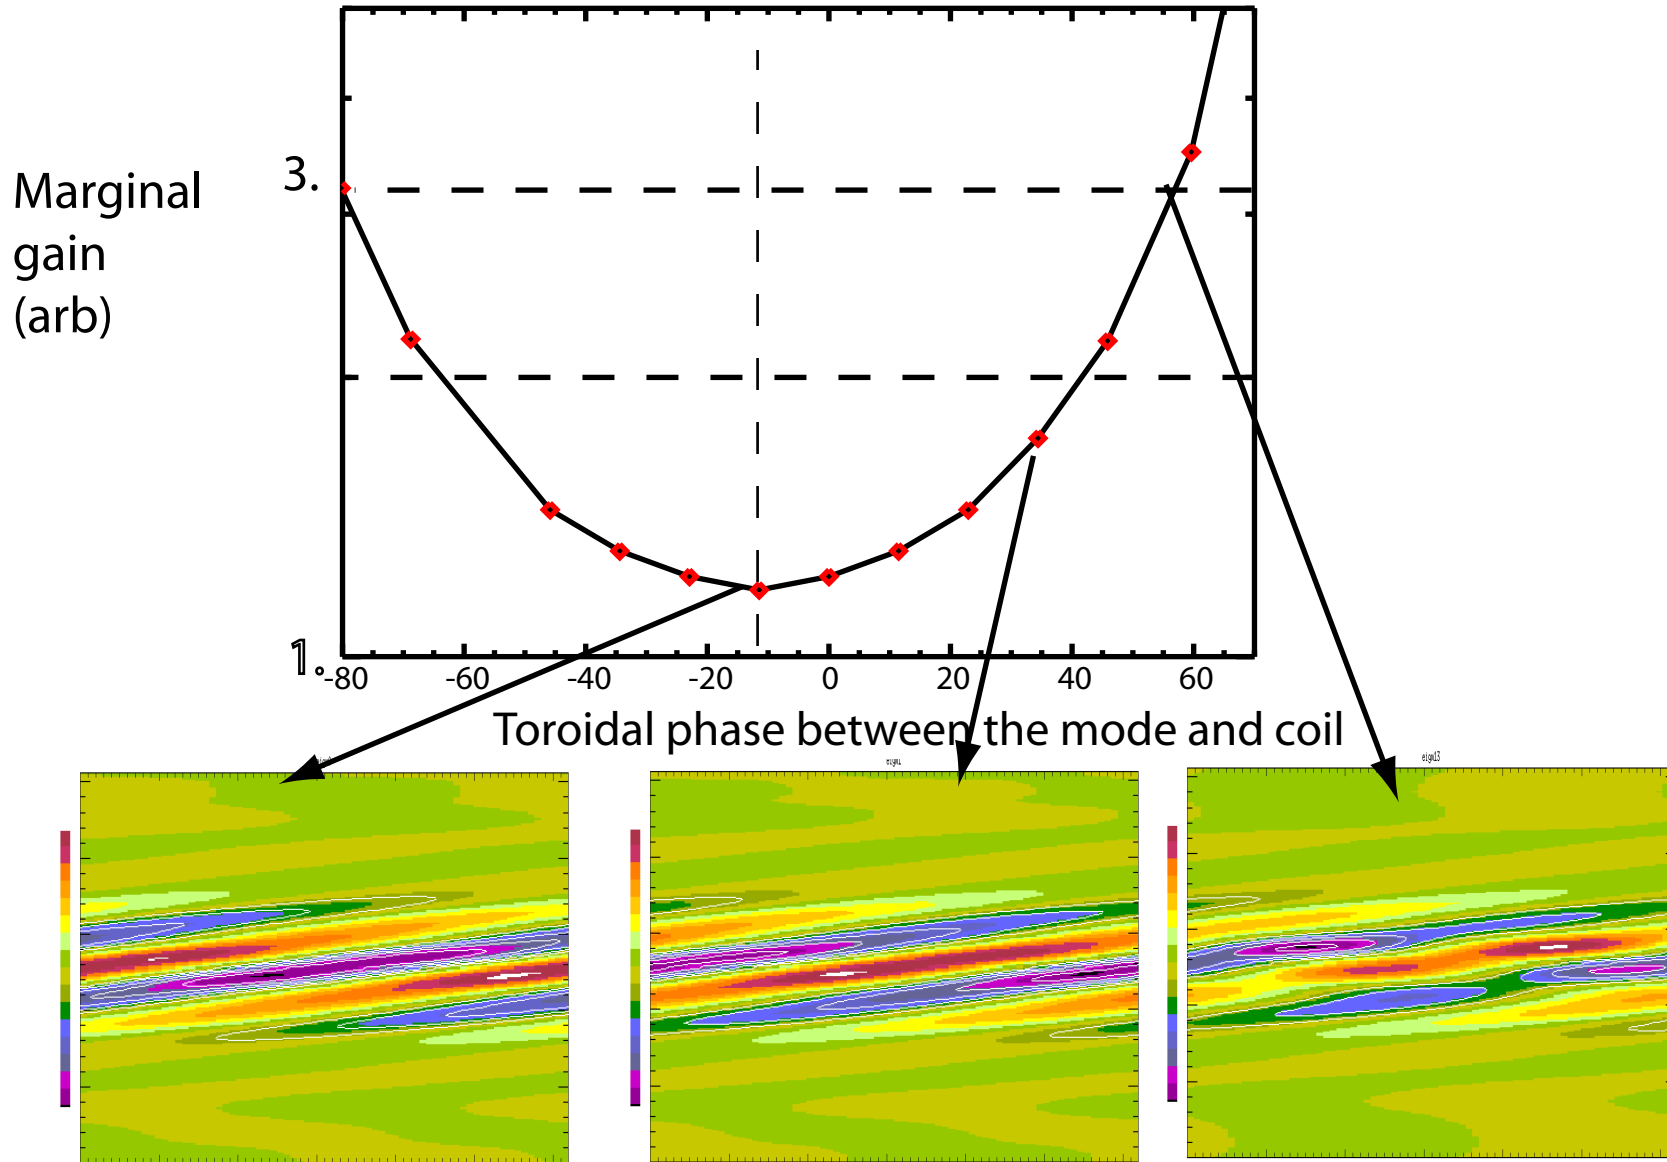 Marginal
gain
(arb)
3.
1.
-80 -60 -40 -20 0 20 40 60
Toroidal phase between the mode and coil